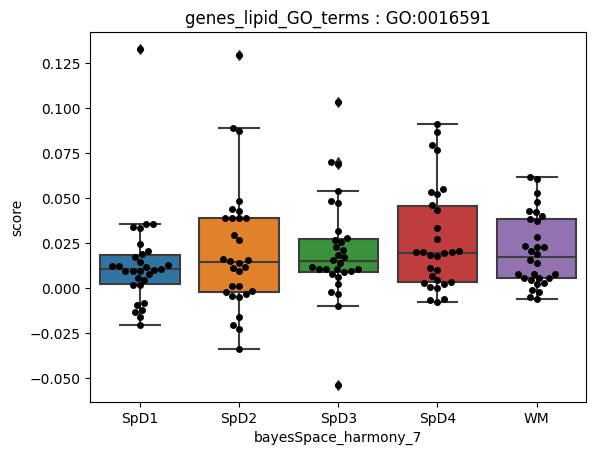 genes_lipid_GO_terms : GO:0016591
0.125
0.100
0.075
0.050
0.025
0.000
−0.025
−0.050
score
SpD1 SpD2 SpD3 SpD4 WM
bayesSpace_harmony_7